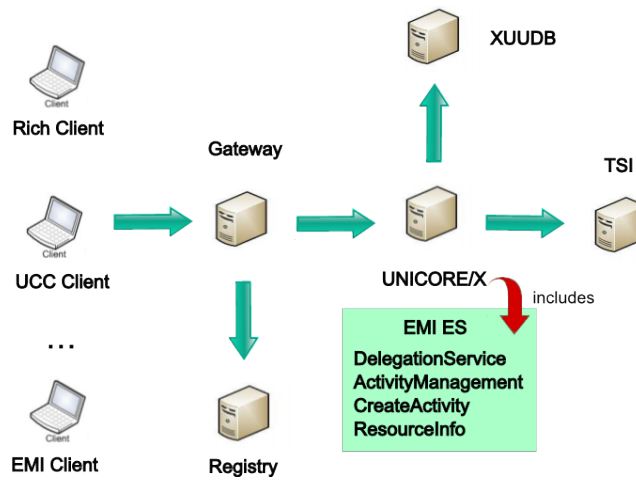 XUUDB
Client
Rich Client
Gateway
TSI
Client
UCC Client
UNICORE/X
includes
EMI ES
DelegationService
ActivityManagement
CreateActivity
ResourceInfo
...
Client
EMI Client
Registry